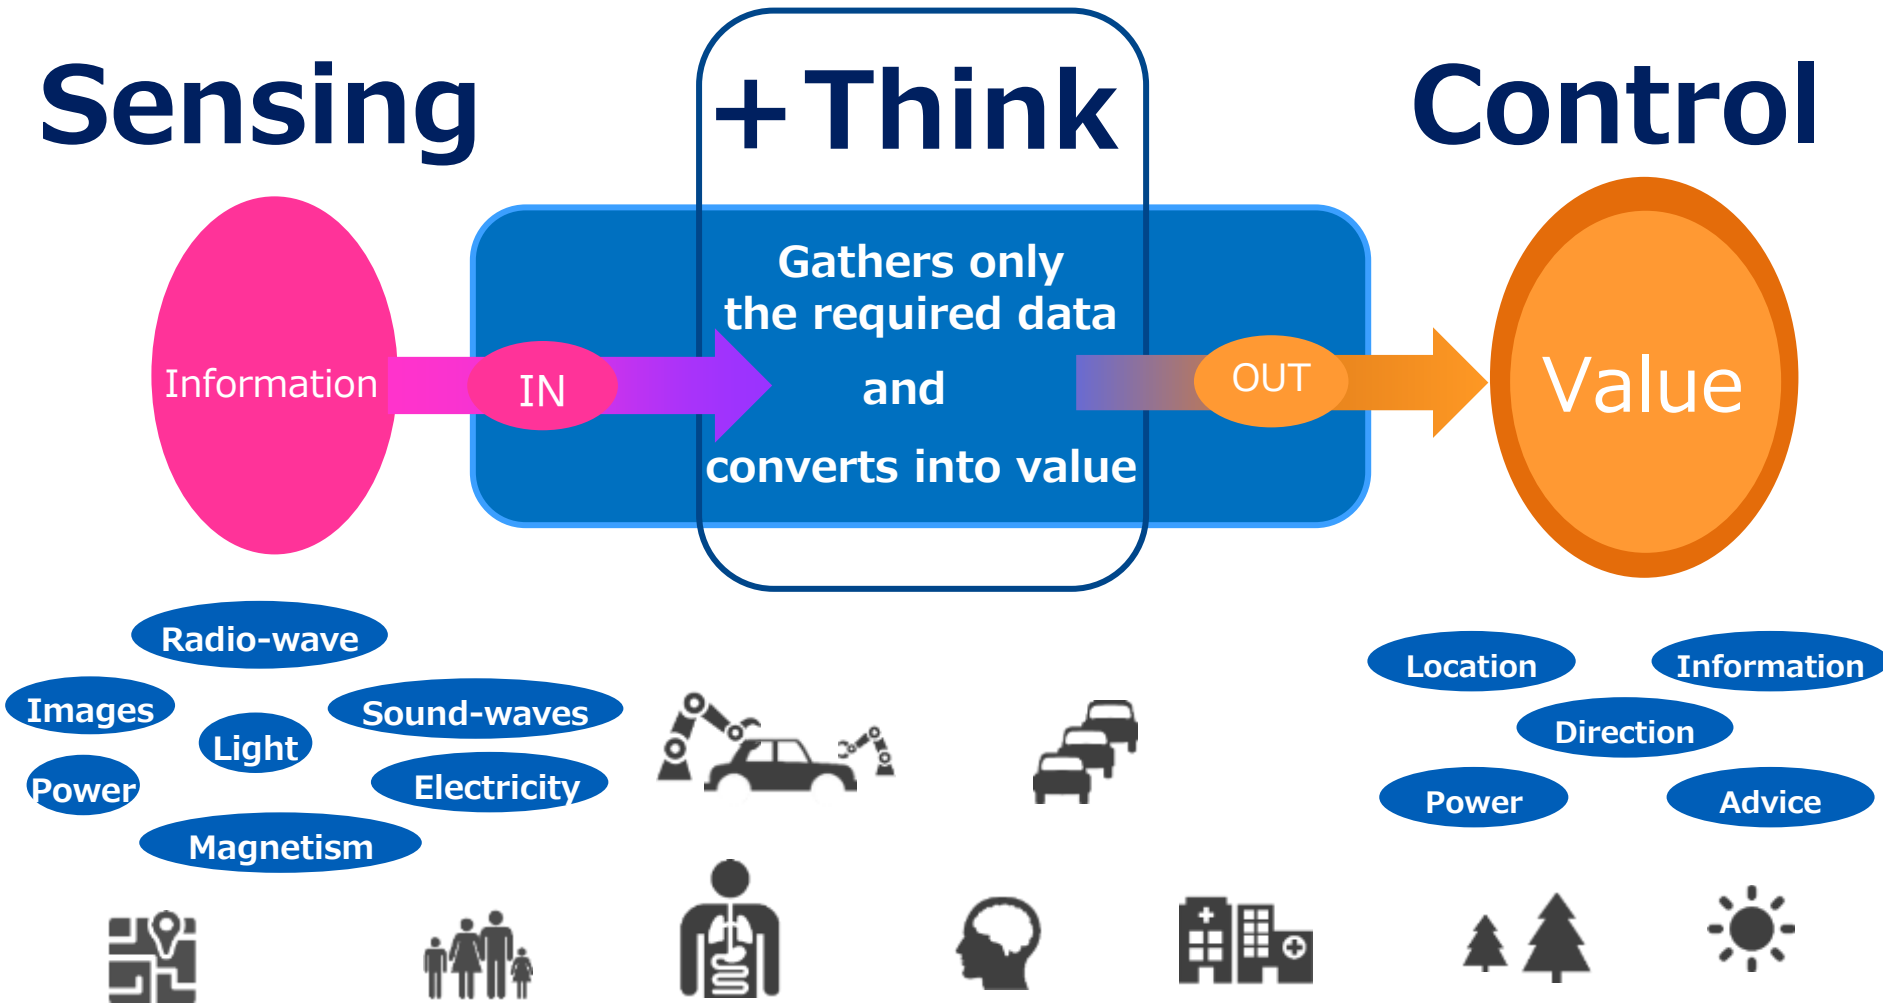 Sensing
+Think
Control
Gathers only
the required data
and
converts into value
Information
IN
OUT
Value
Radio-wave
Images
Sound-waves
Light
Power
Electricity
Magnetism
Location
Information
Direction
Power
Advice